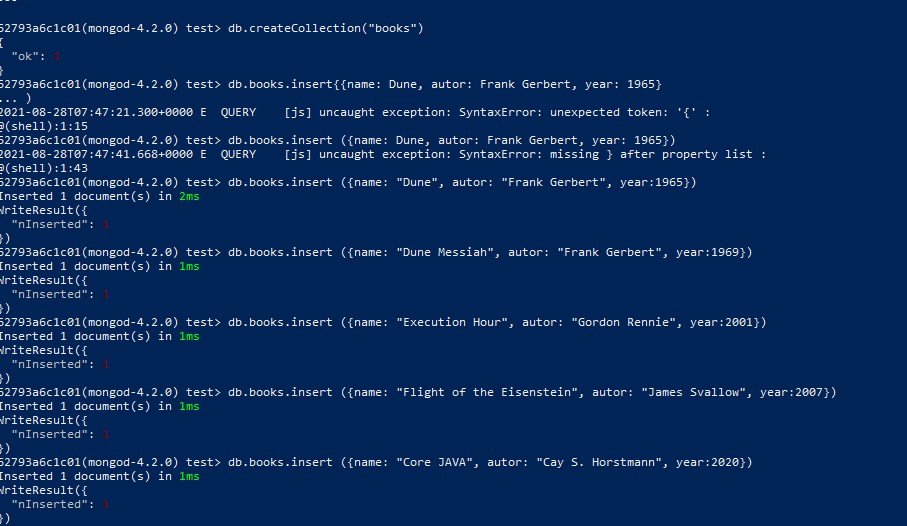 52793a6c1c01(mongod-4.2.0) test> db.createCollection("books")
{
  "ok": 1
}
52793a6c1c01(mongod-4.2.0) test> db.books.insert{{name: Dune, autor: Frank Gerbert, year: 1965}
... )
2021-08-28T07:47:21.300+0000 E  QUERY    [js] uncaught exception: SyntaxError: unexpected token: '{' :
@(shell):1:15
52793a6c1c01(mongod-4.2.0) test> db.books.insert ({name: Dune, autor: Frank Gerbert, year: 1965})
2021-08-28T07:47:41.668+0000 E  QUERY    [js] uncaught exception: SyntaxError: missing } after property list :
@(shell):1:43
52793a6c1c01(mongod-4.2.0) test> db.books.insert ({name: "Dune", autor: "Frank Gerbert", year:1965})
Inserted 1 document(s) in 2ms
WriteResult({
  "nInserted": 1
})
52793a6c1c01(mongod-4.2.0) test> db.books.insert ({name: "Dune Messiah", autor: "Frank Gerbert", year:1969})
Inserted 1 document(s) in 1ms
WriteResult({
  "nInserted": 1
})
52793a6c1c01(mongod-4.2.0) test> db.books.insert ({name: "Execution Hour", autor: "Gordon Rennie", year:2001})
Inserted 1 document(s) in 1ms
WriteResult({
  "nInserted": 1
})
52793a6c1c01(mongod-4.2.0) test> db.books.insert ({name: "Flight of the Eisenstein", autor: "James Svallow", year:2007})
Inserted 1 document(s) in 1ms
WriteResult({
  "nInserted": 1
})
52793a6c1c01(mongod-4.2.0) test> db.books.insert ({name: "Core JAVA", autor: "Cay S. Horstmann", year:2020})
Inserted 1 document(s) in 1ms
WriteResult({
  "nInserted": 1
})